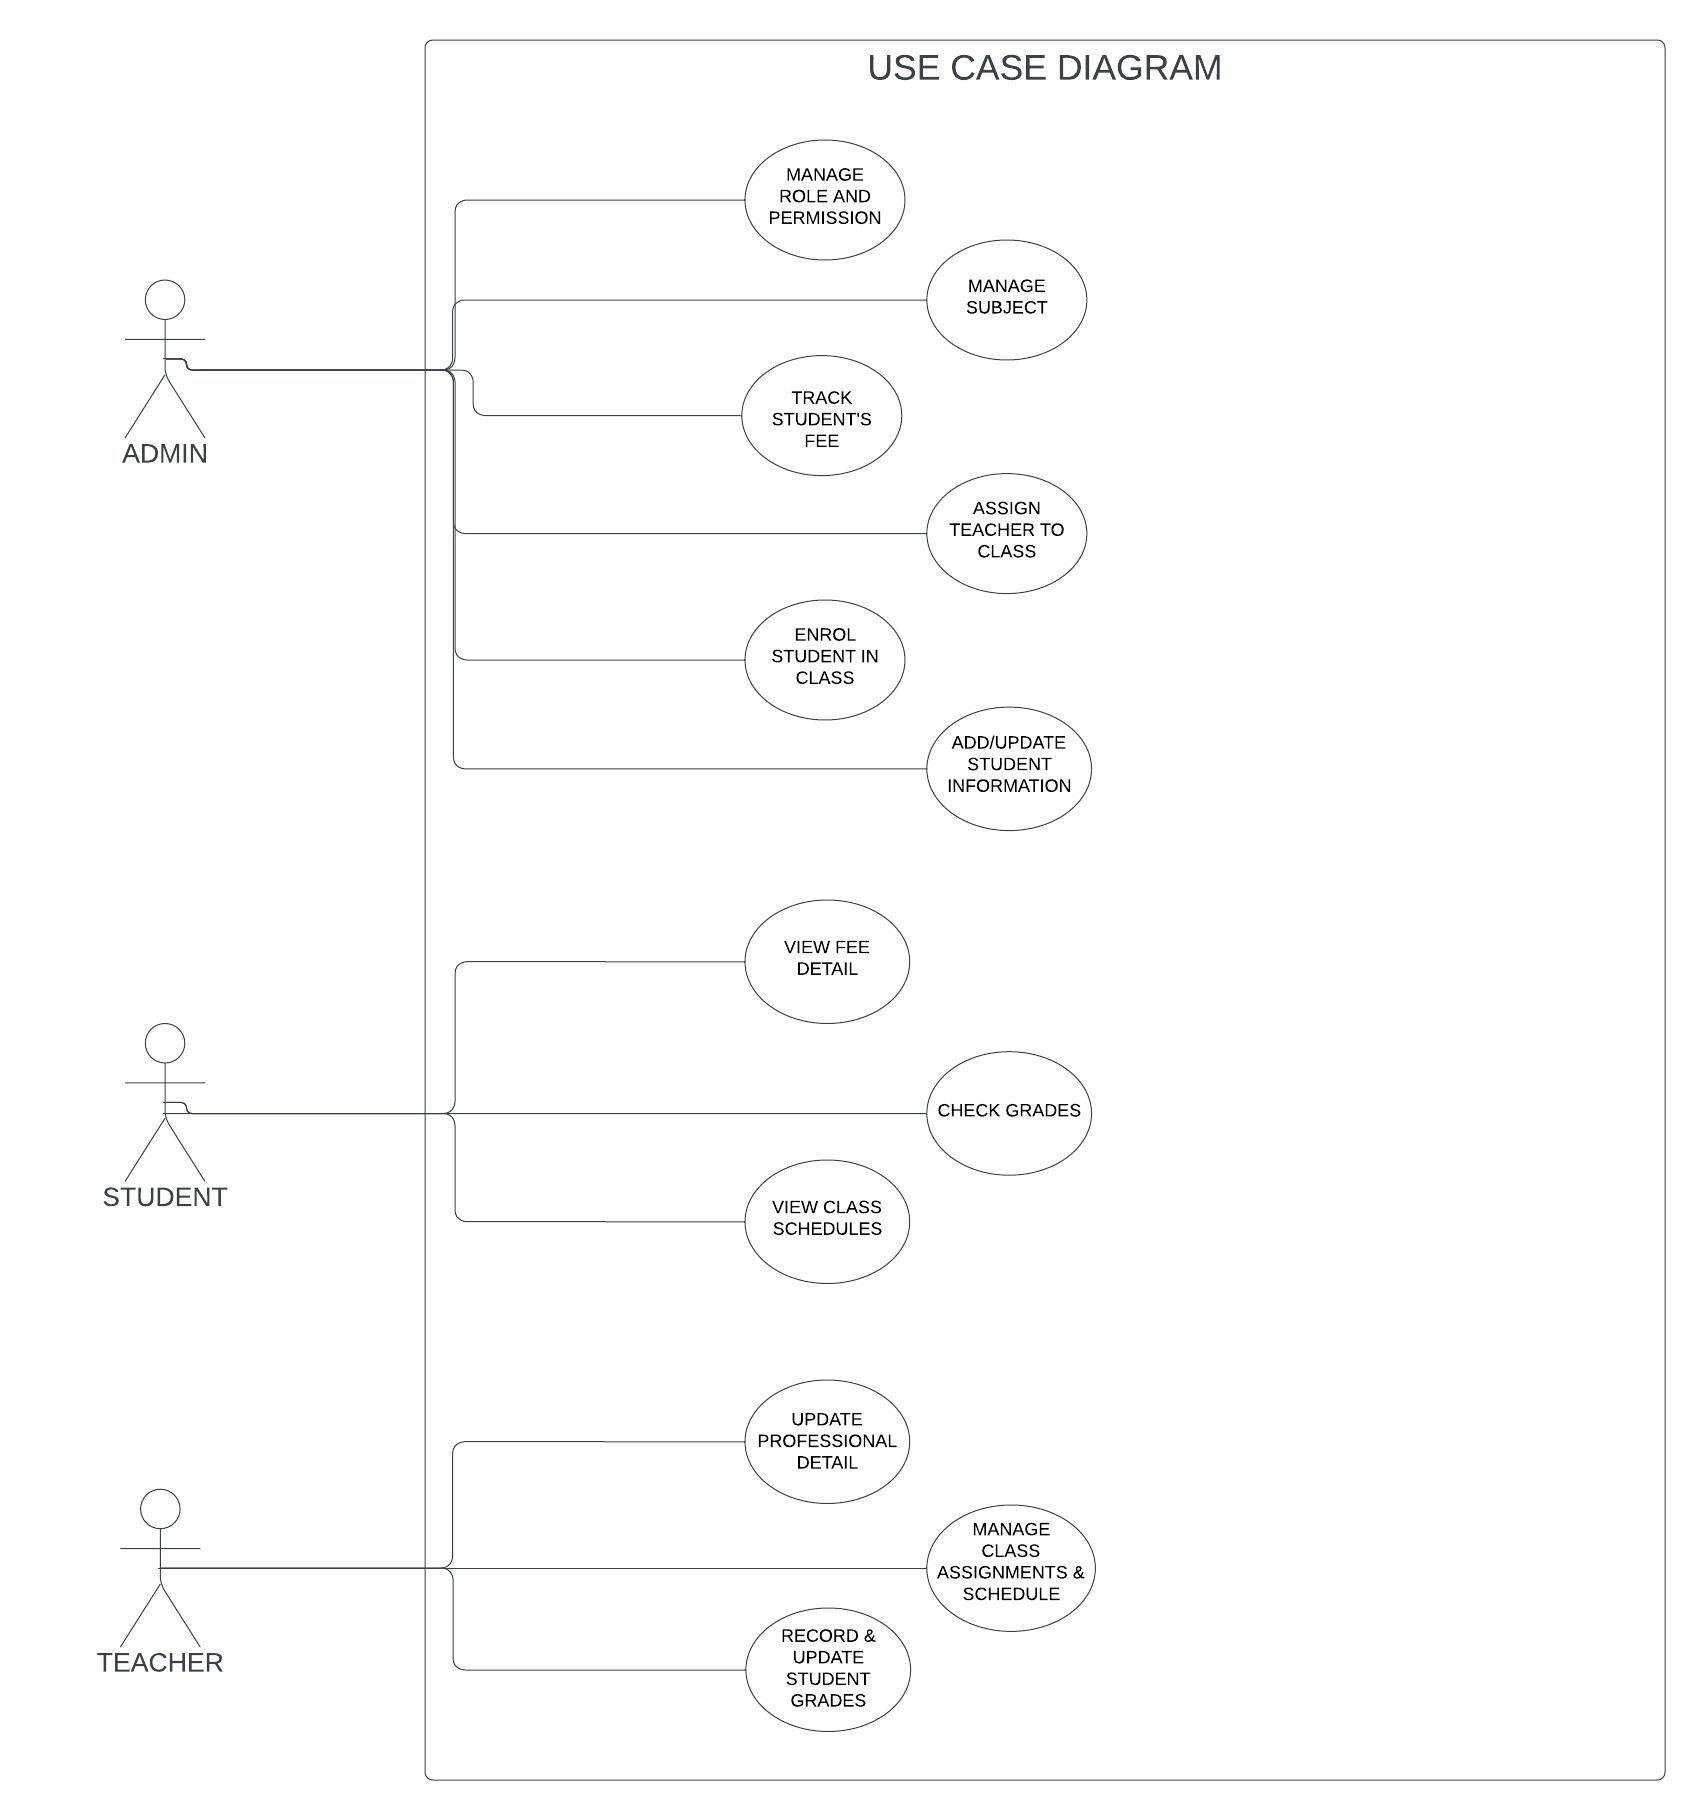 USE CASE DIAGRAM
MANAGE
ROLE AND
PERMISSION
MANAGE
SUBJECT
TRACK
STUDENT'S
FEE
ADMIN
ASSIGN
TEACHER TO
CLASS
ENROL
STUDENT IN
CLASS
ADD/UPDATE
STUDENT
INFORMATION
VIEW FEE
DETAIL
CHECK GRADES
STUDENT
VIEW CLASS
SCHEDULES
UPDATE
PROFESSIONAL
DETAIL
MANAGE
CLASS
ASSIGNMENTS &
SCHEDULE
TEACHER
RECORD &
UPDATE
STUDENT
GRADES